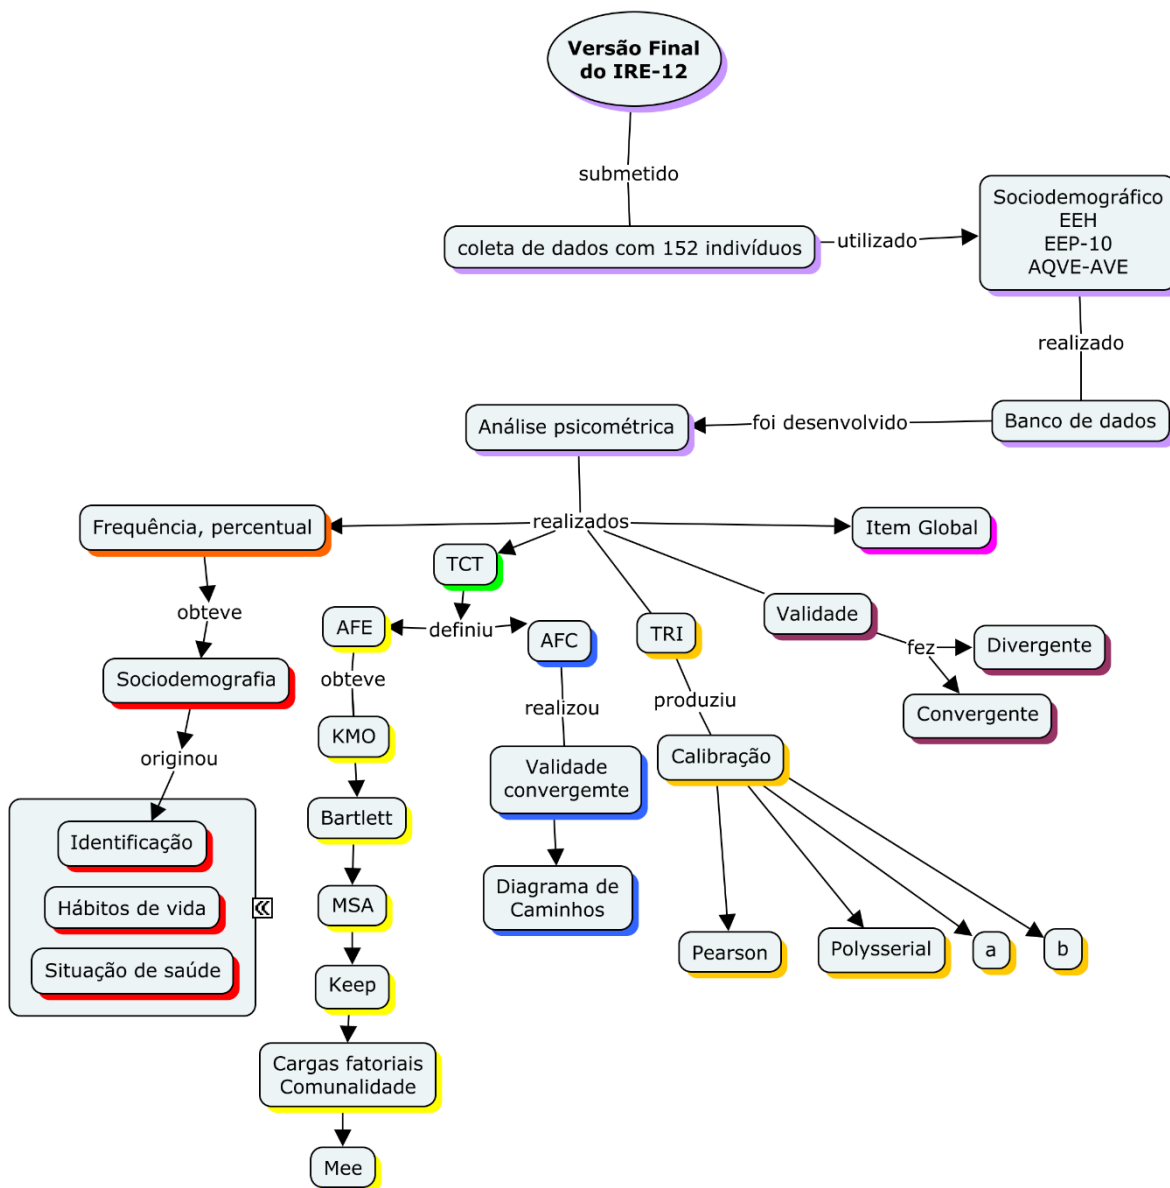 Versão Final
do IRE-12
submetido
coleta de dados com 152 indivíduos
utilizado
Sociodemográfico
EEH
EEP-10
AQVE-AVE
realizado
Banco de dados
foi desenvolvido
Análise psicométrica
realizados
Frequência, percentual
Item Global
TCT
obteve
definiu
AFE
AFC
TRI
Validade
fez
Divergente
Convergente
Sociodemografia
obteve
realizou
produziu
originou
KMO
Validade
convergemte
Calibração
Identificação
Hábitos de vida
Situação de saúde
Bartlett
MSA
Keep
Cargas fatoriais
Comunalidade
Mee
Diagrama de
Caminhos
Pearson
Polysserial
a
b